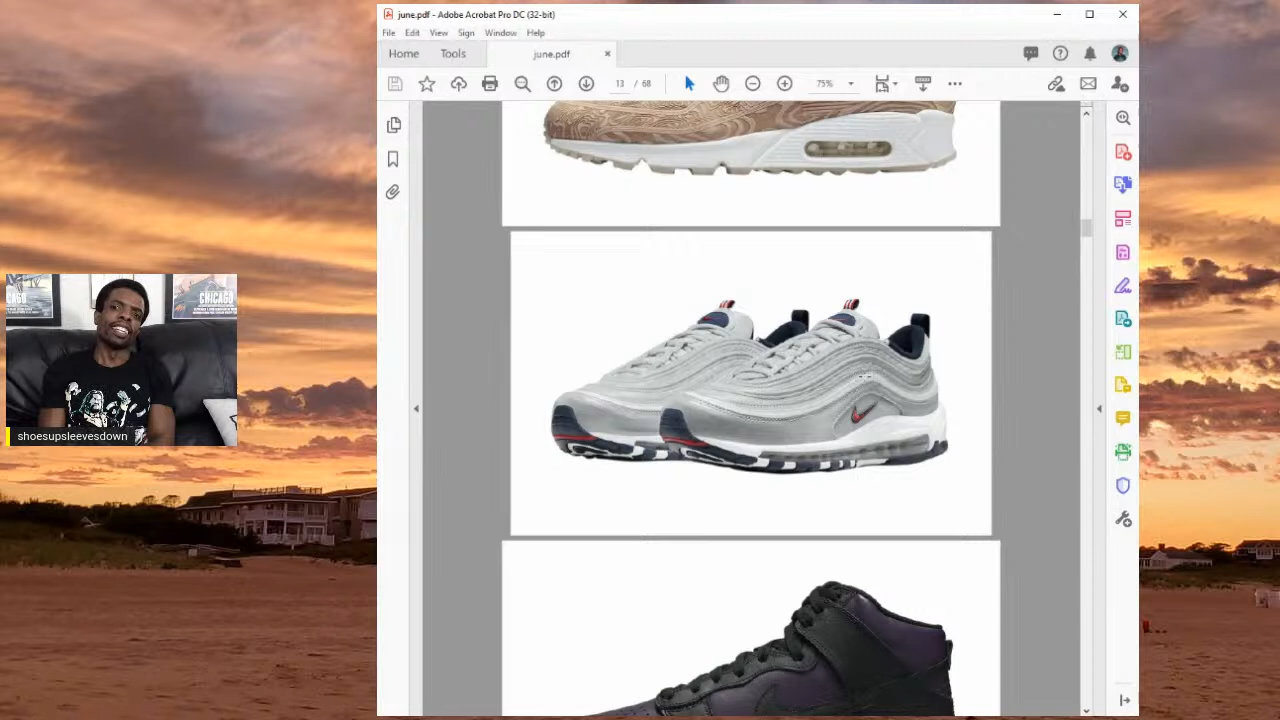 june.pdf - Adobe Acrobat Pro DC (32-bit)
File Edit View Sign Window Help
Home Tools june.pdf
13 / 68 75%
CAGO
CHICAGO
shoesupsleevesdown